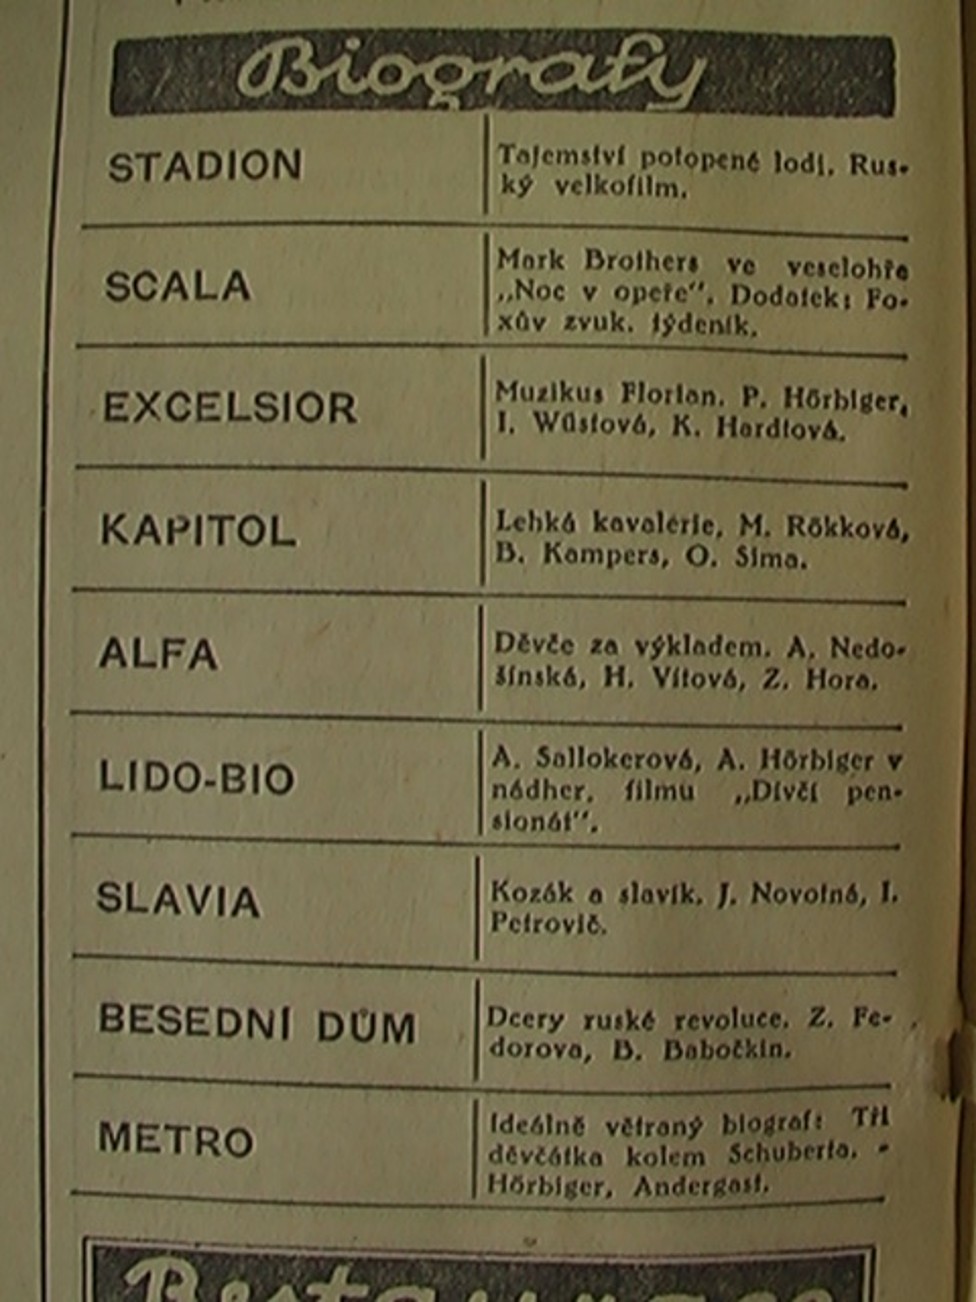 Biografy
STADION
Tajemství potopené lodi. Rus-
ký velkofilm.
SCALA
Mark Brothers ve veselohře
„Noc v opeře". Dodatek: Fo-
xův zvuk. týdeník.
EXCELSIOR
Muzikus Florian. P. Hörbiger,
I. Wüstová, K. Hardtová.
KAPITOL
Lehká kavalerie, M. Rökková,
B. Kampers, O. Sima.
ALFA
Děvče za výkladem. A. Nedo-
šínská, H. Vítová, Z. Hora.
LIDO-BIO
A. Sallokerová, A. Hörbiger v
nádher. filmu „Dívčí pen-
sionát".
SLAVIA
Kozák a slavík. J. Novotná, I.
Petrovič.
BESEDNÍ DŮM
Dcery ruské revoluce. Z. Fe-
dorova, B. Babočkin.
METRO
Ideálně větraný biograf: Tři
děvčátka kolem Schuberta. -
Hörbiger, Andergast.
Restaurace